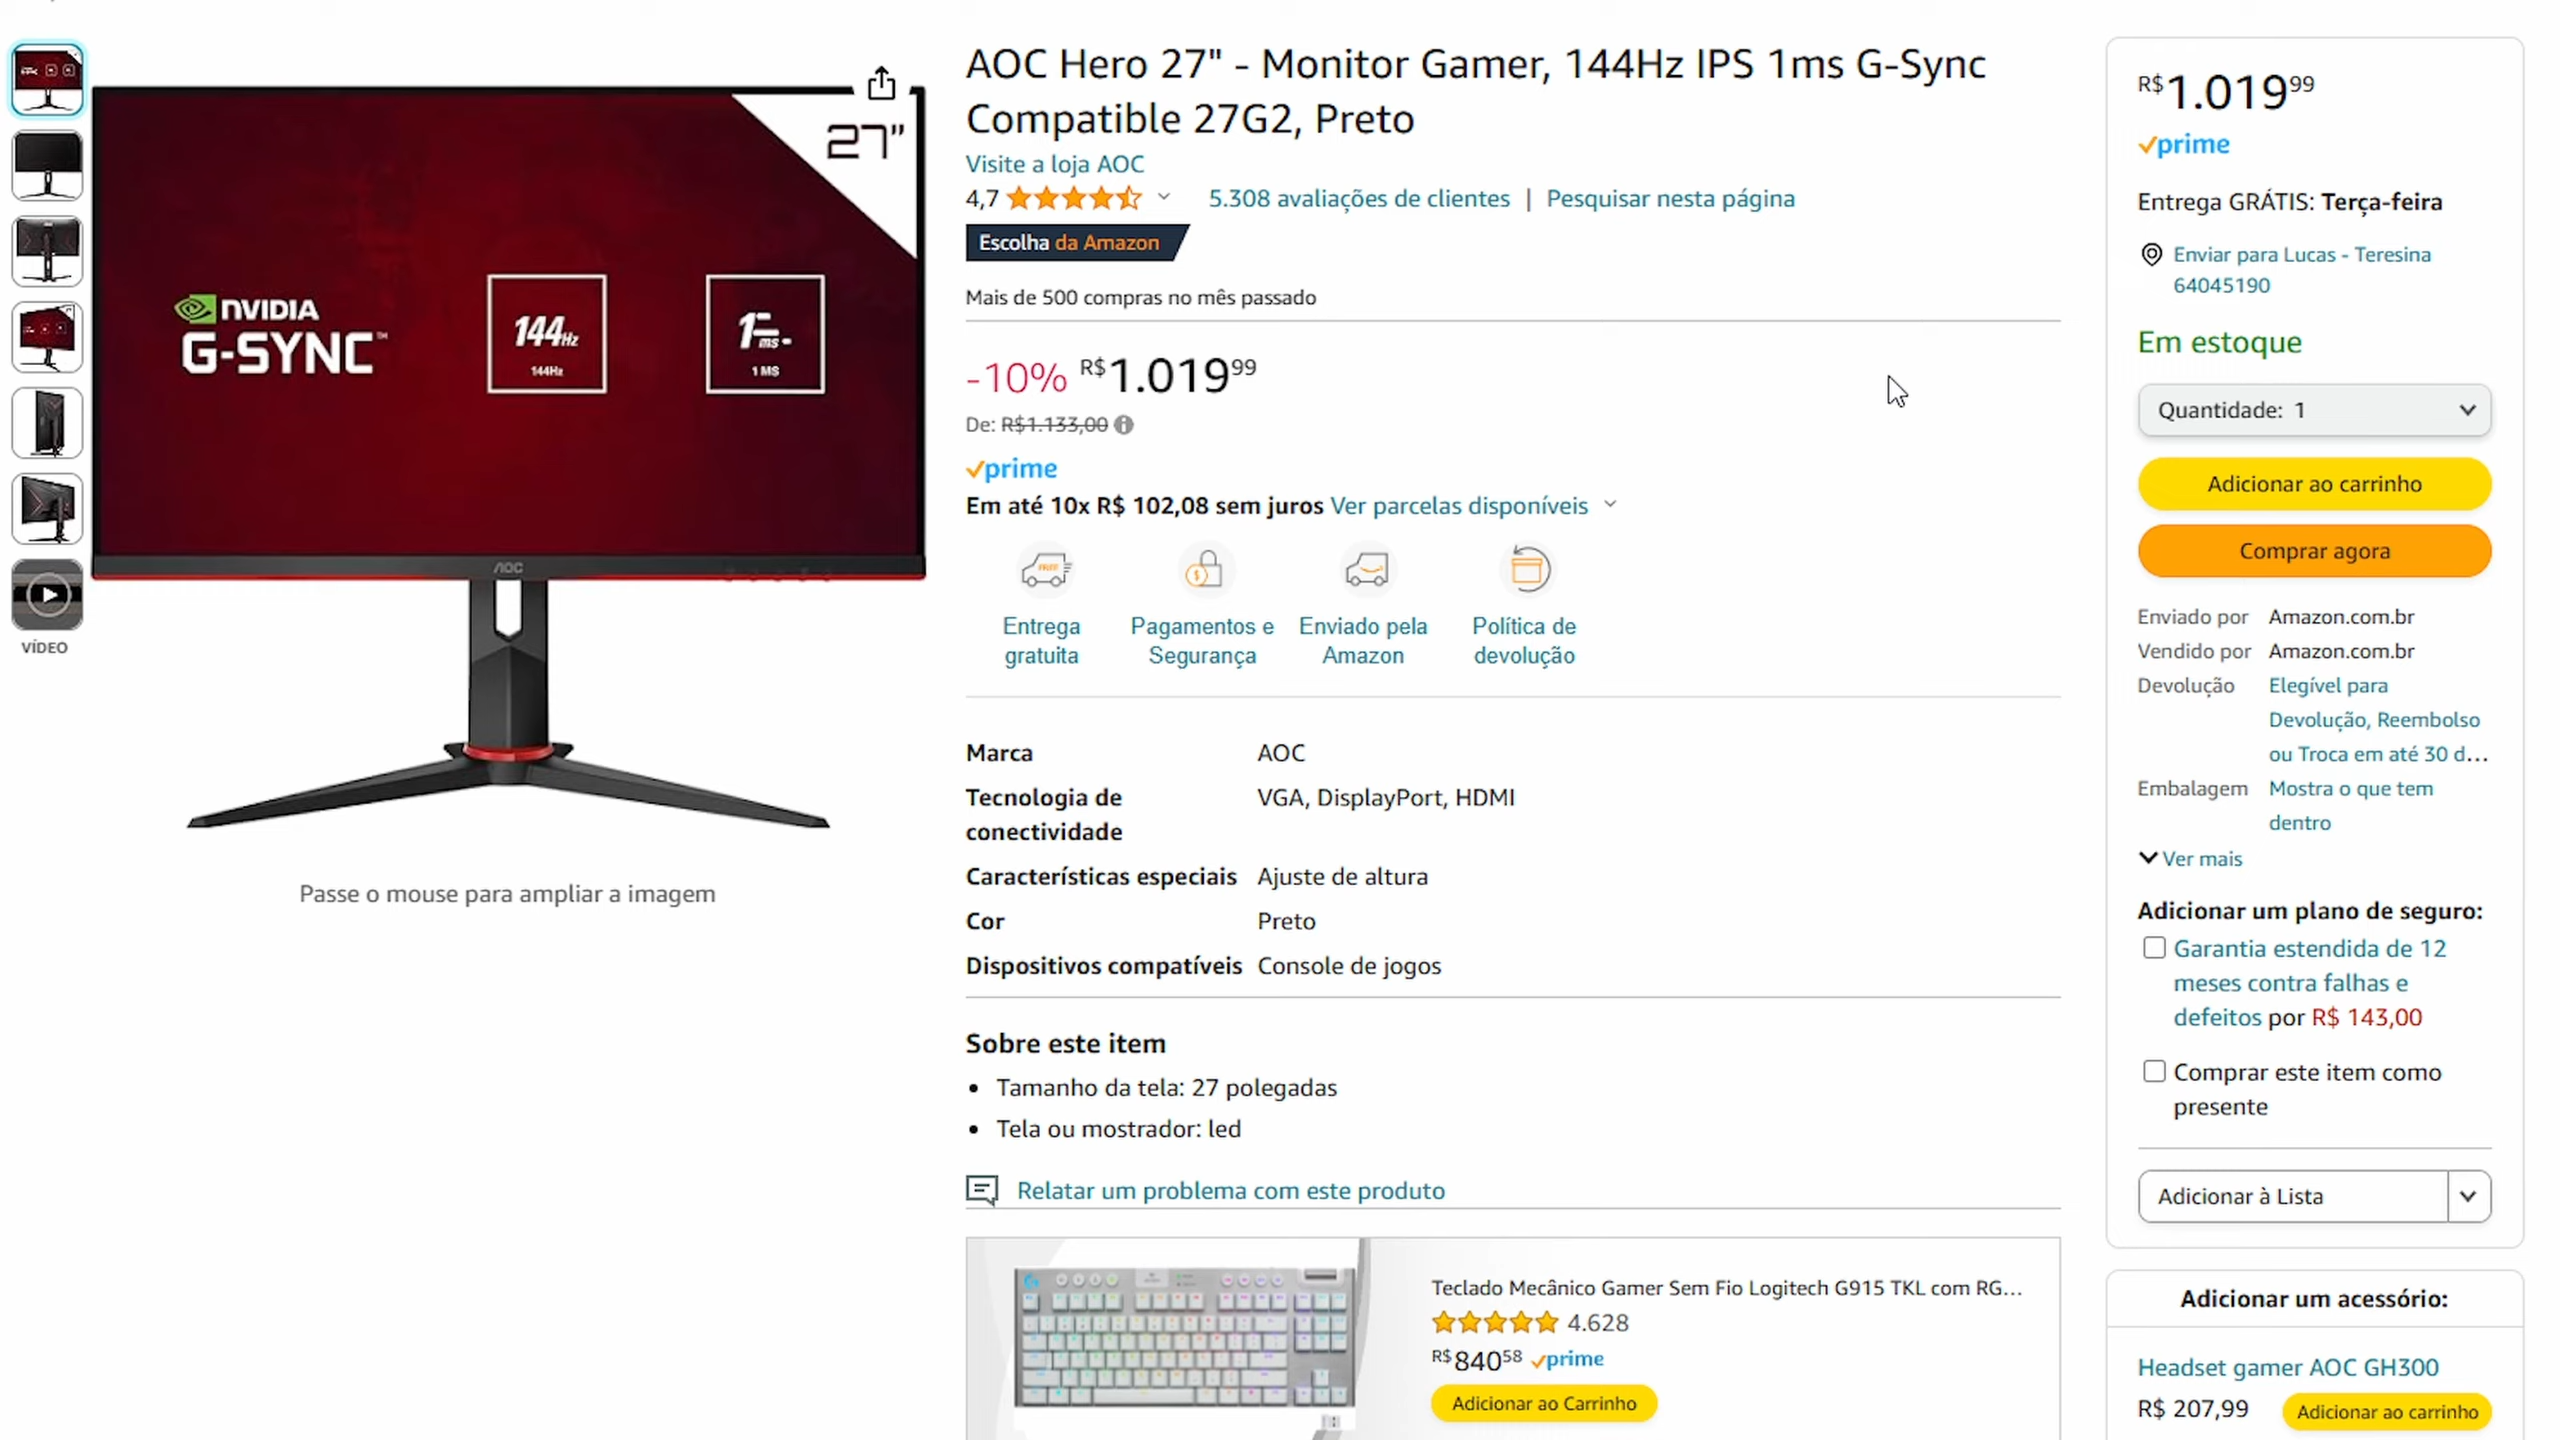 27"
NVIDIA
G-SYNC™
144Hz
144Hz
1ms
1 MS
AOC
VÍDEO
Passe o mouse para ampliar a imagem
AOC Hero 27" - Monitor Gamer, 144Hz IPS 1ms G-Sync
Compatible 27G2, Preto
Visite a loja AOC
4,7
5.308 avaliações de clientes | Pesquisar nesta página
Escolha da Amazon
Mais de 500 compras no mês passado
-10% R$1.019,99
De: R$1.133,00
prime
Em até 10x R$ 102,08 sem juros Ver parcelas disponíveis
Entrega gratuita
Pagamentos e Segurança
Enviado pela Amazon
Política de devolução
Marca AOC
Tecnologia de conectividade VGA, DisplayPort, HDMI
Características especiais Ajuste de altura
Cor Preto
Dispositivos compatíveis Console de jogos
Sobre este item
• Tamanho da tela: 27 polegadas
• Tela ou mostrador: led
Relatar um problema com este produto
Teclado Mecânico Gamer Sem Fio Logitech G915 TKL com RG...
4.628
R$84058 prime
Adicionar ao Carrinho
R$1.01999
prime
Entrega GRÁTIS: Terça-feira
Enviar para Lucas - Teresina
64045190
Em estoque
Quantidade: 1
Adicionar ao carrinho
Comprar agora
Enviado por Amazon.com.br
Vendido por Amazon.com.br
Devolução Elegível para
Devolução, Reembolso
ou Troca em até 30 d...
Embalagem Mostra o que tem
dentro
Ver mais
Adicionar um plano de seguro:
Garantia estendida de 12
meses contra falhas e
defeitos por R$ 143,00
Comprar este item como
presente
Adicionar à Lista
Adicionar um acessório:
Headset gamer AOC GH300
R$ 207,99 Adicionar ao carrinho